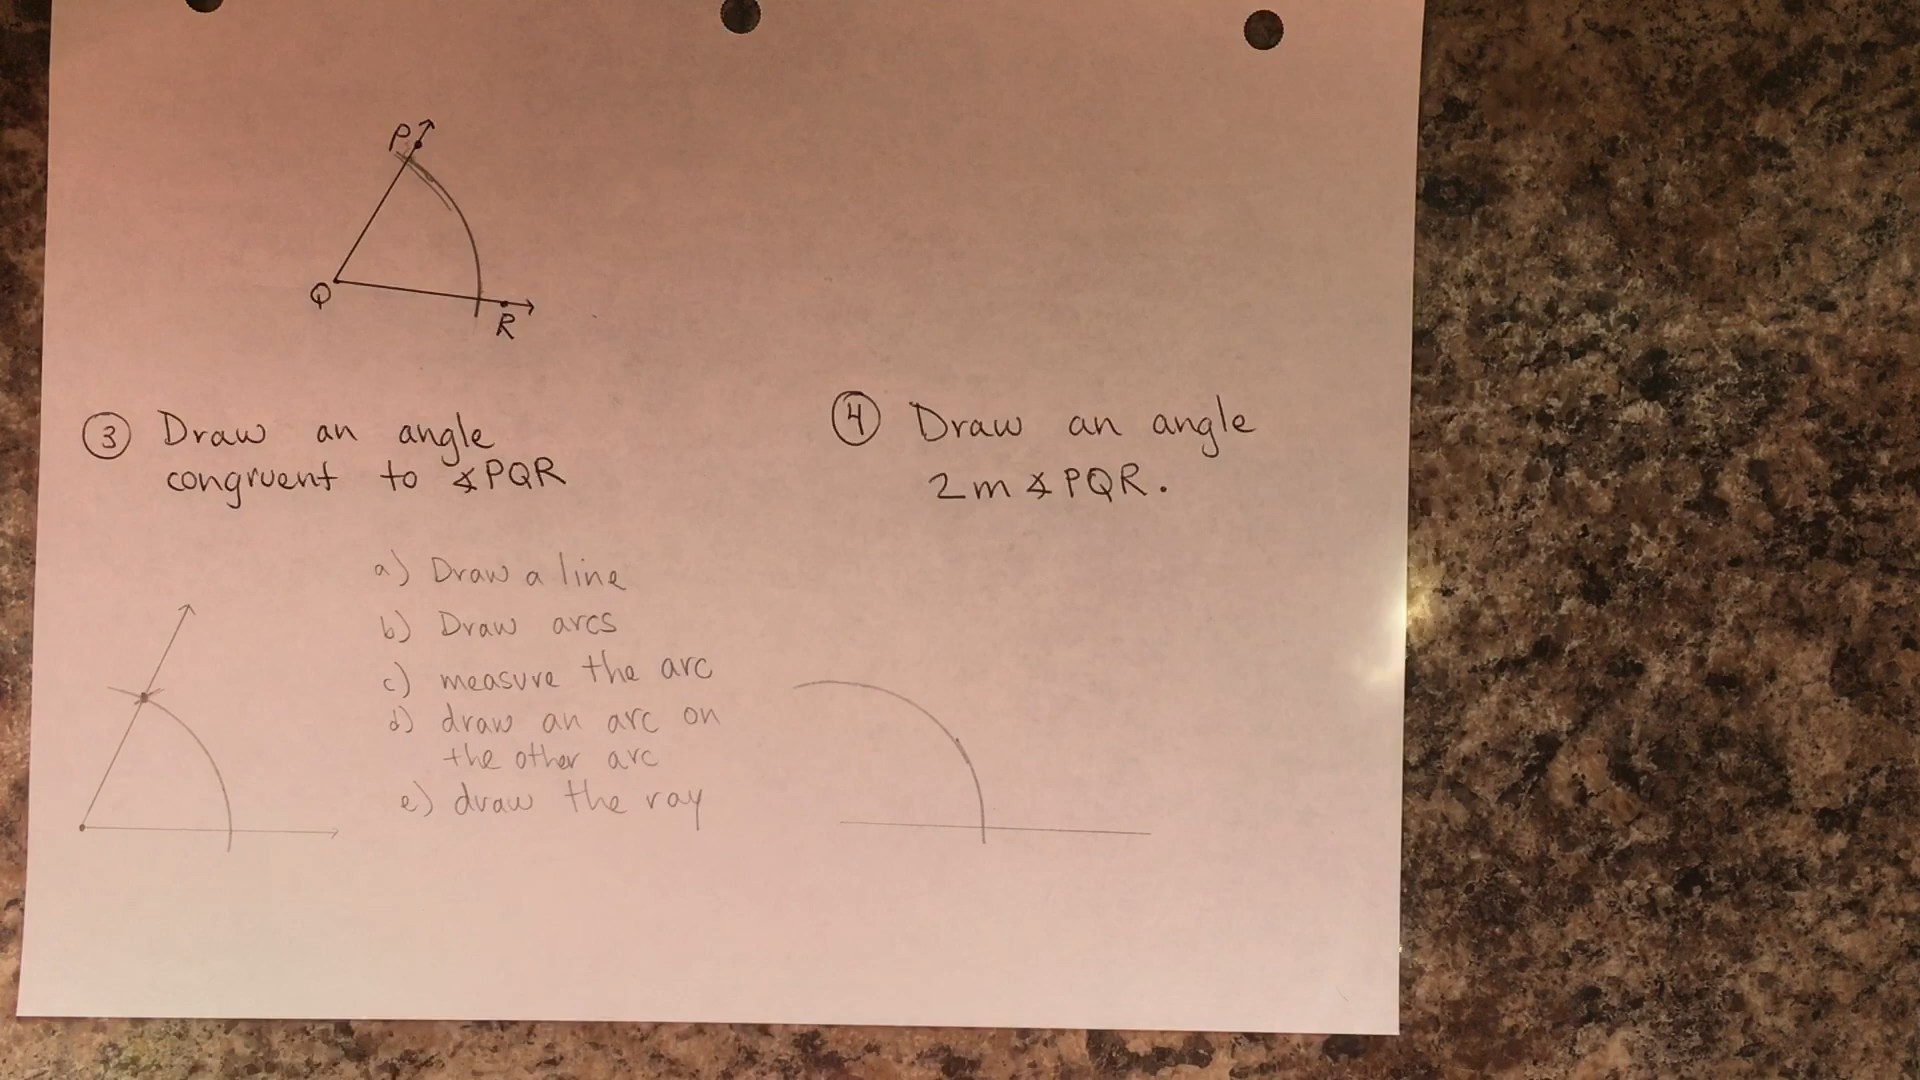 P
Q
R
③ Draw an angle
congruent to ∡PQR
④ Draw an angle
2m∡PQR.
a) Draw a line
b) Draw arcs
c) measure the arc
d) draw an arc on
the other arc
e) draw the ray